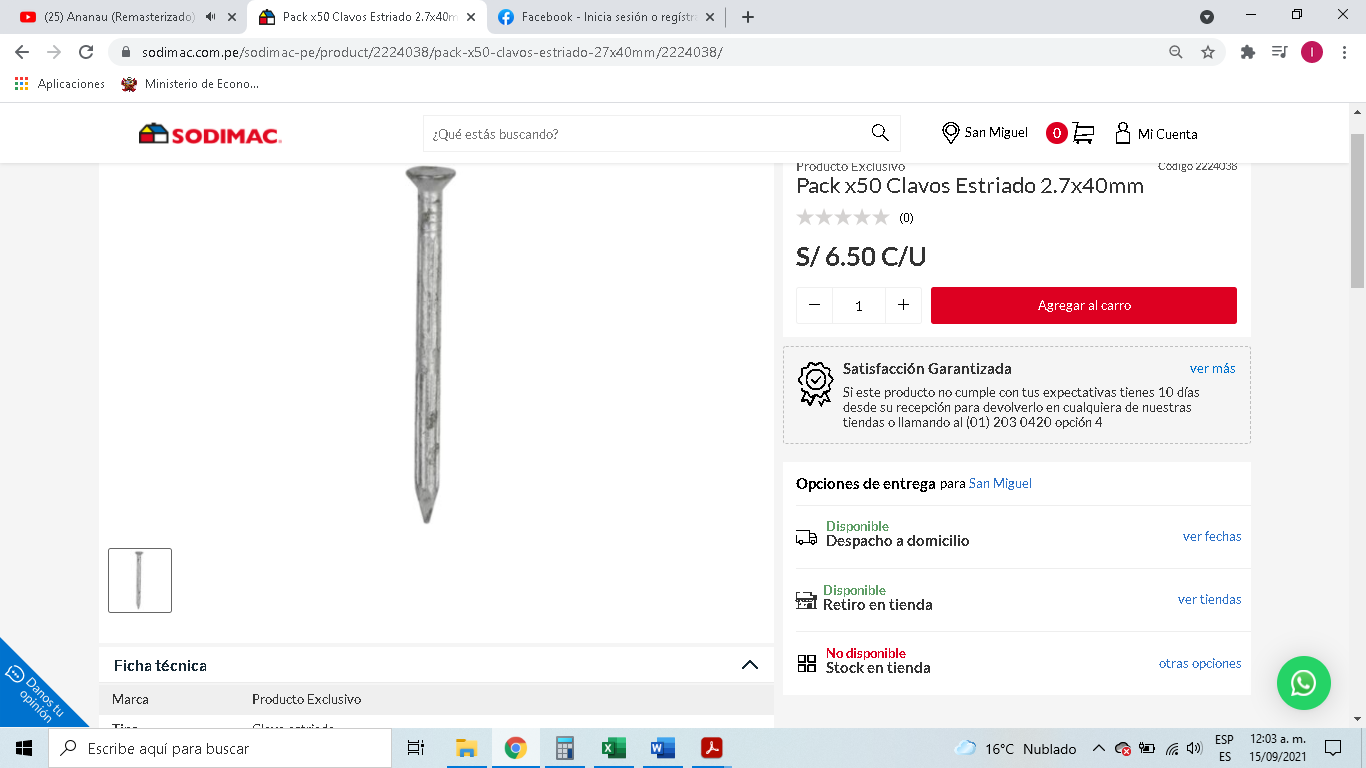 (25) Ananau (Remasterizado)
Pack x50 Clavos Estriado 2.7x40m
Facebook - Inicia sesión o regístr
sodimac.com.pe/sodimac-pe/product/2224038/pack-x50-clavos-estriado-27x40mm/2224038/
I
Aplicaciones
Ministerio de Econo...
SODIMAC
¿Qué estás buscando?
San Miguel
0
Mi Cuenta
Producto Exclusivo
Código 2224038
Pack x50 Clavos Estriado 2.7x40mm
(0)
S/ 6.50 C/U
1
Agregar al carro
Satisfacción Garantizada
ver más
Si este producto no cumple con tus expectativas tienes 10 días
desde su recepción para devolverlo en cualquiera de nuestras
tiendas o llamando al (01) 203 0420 opción 4
Opciones de entrega para San Miguel
Disponible
Despacho a domicilio
ver fechas
Disponible
Retiro en tienda
ver tiendas
No disponible
Stock en tienda
otras opciones
Ficha técnica
Marca
Producto Exclusivo
Tipo
Clavo estriado
Danos tu
opinión
Escribe aquí para buscar
16°C Nublado
ESP
ES
12:03 a. m.
15/09/2021